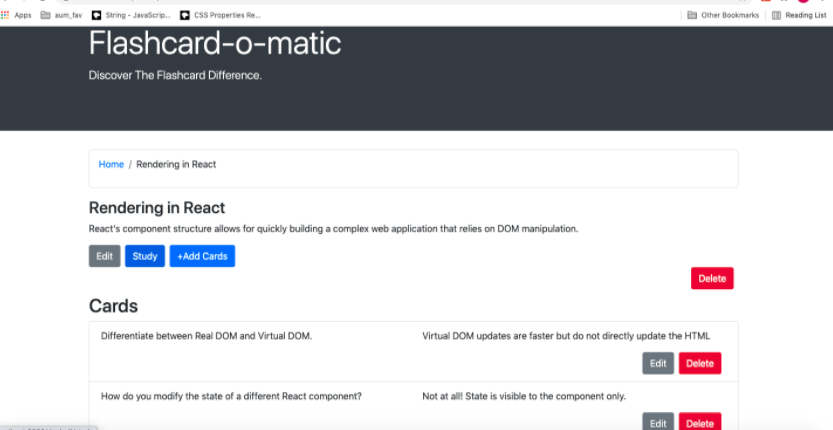 Apps aum_fav String - JavaScrip... CSS Properties Re... Other Bookmarks Reading List
Flashcard-o-matic
Discover The Flashcard Difference.
Home / Rendering in React
Rendering in React
React's component structure allows for quickly building a complex web application that relies on DOM manipulation.
Edit Study +Add Cards
Delete
Cards
Differentiate between Real DOM and Virtual DOM. Virtual DOM updates are faster but do not directly update the HTML
Edit Delete
How do you modify the state of a different React component? Not at all! State is visible to the component only.
Edit Delete